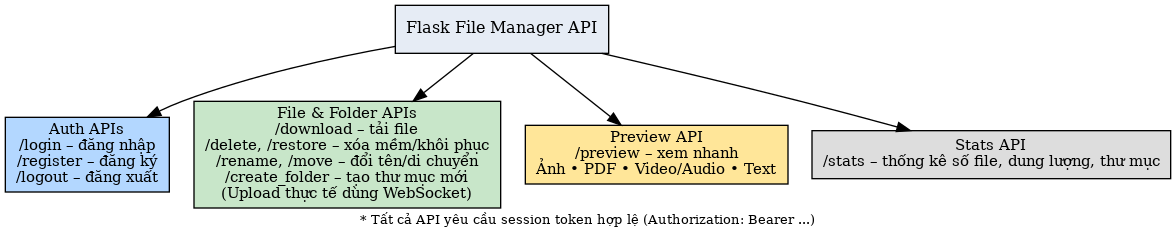 Flask File Manager API
Auth APIs
/login – đăng nhập
/register – đăng ký
/logout – đăng xuất
File & Folder APIs
/download – tải file
/delete, /restore – xóa mềm/khôi phục
/rename, /move – đổi tên/di chuyển
/create_folder – tạo thư mục mới
(Upload thực tế dùng WebSocket)
Preview API
/preview – xem nhanh
Ảnh • PDF • Video/Audio • Text
Stats API
/stats – thống kê số file, dung lượng, thư mục
* Tất cả API yêu cầu session token hợp lệ (Authorization: Bearer ...)